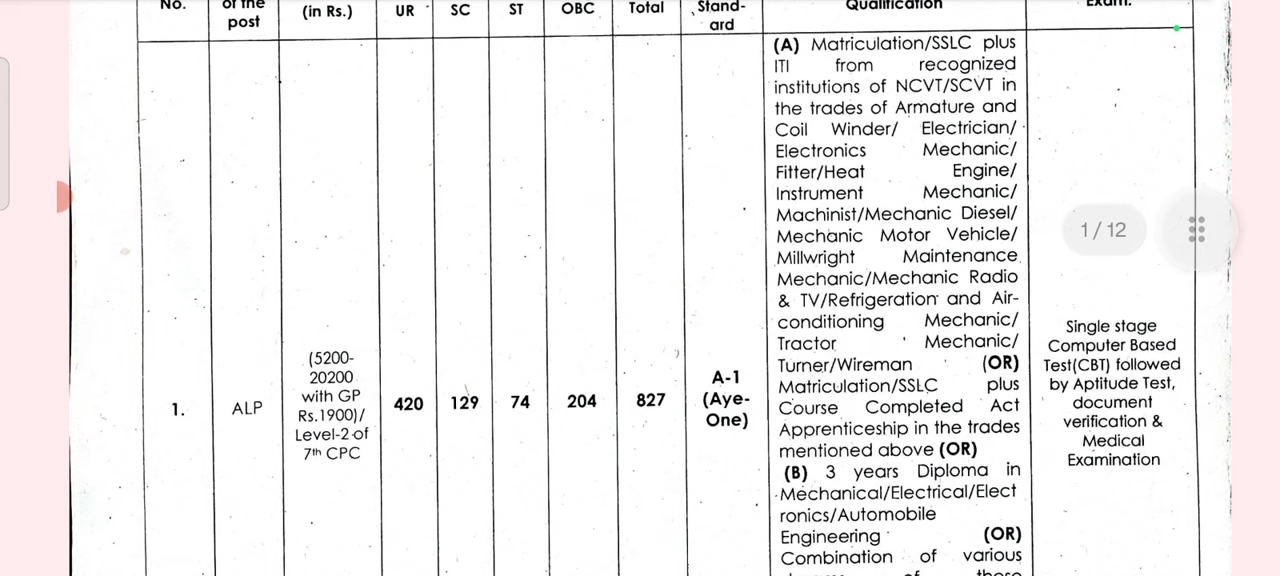 No.
of the
post
(in Rs.)
UR
SC
ST
OBC
Total
Stand-
ard
Qualification
Exam.
1.
ALP
(5200-
20200
with GP
Rs.1900)/
Level-2 of
7th CPC
420
129
74
204
827
A-1
(Aye-
One)
(A) Matriculation/SSLC plus
ITI from recognized
institutions of NCVT/SCVT in
the trades of Armature and
Coil Winder/ Electrician/
Electronics Mechanic/
Fitter/Heat Engine/
Instrument Mechanic/
Machinist/Mechanic Diesel/
Mechanic Motor Vehicle/
Millwright Maintenance
Mechanic/Mechanic Radio
& TV/Refrigeration and Air-
conditioning Mechanic/
Tractor Mechanic/
Turner/Wireman (OR)
Matriculation/SSLC plus
Course Completed Act
Apprenticeship in the trades
mentioned above (OR)
(B) 3 years Diploma in
Mechanical/Electrical/Elect
ronics/Automobile
Engineering (OR)
Combination of various
of these
Single stage
Computer Based
Test(CBT) followed
by Aptitude Test,
document
verification &
Medical
Examination
1 / 12